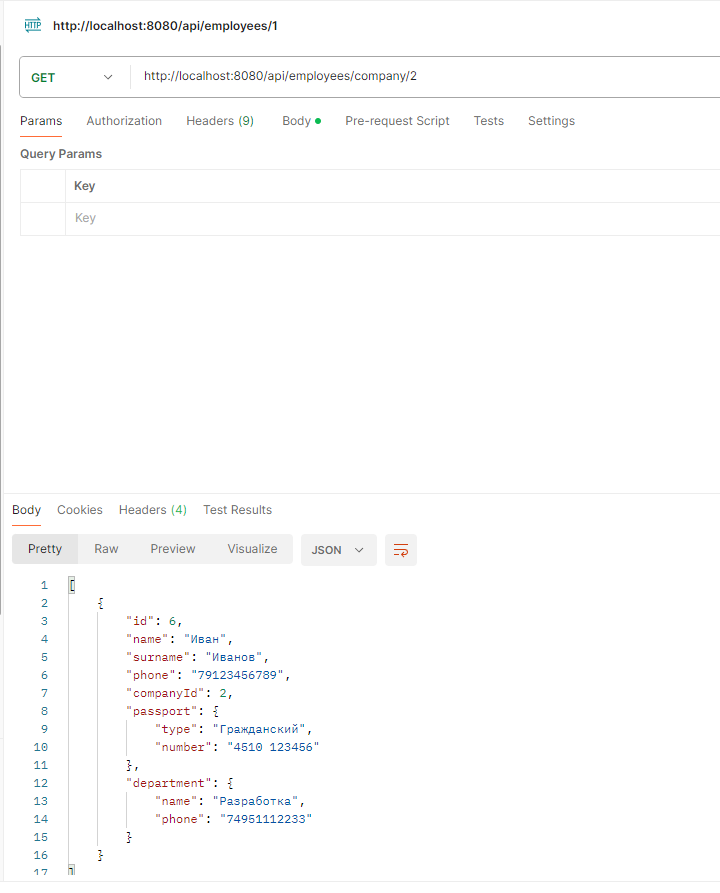 HTTP http://localhost:8080/api/employees/1
GET http://localhost:8080/api/employees/company/2
Params Authorization Headers (9) Body Pre-request Script Tests Settings
Query Params
Key
Key
Body Cookies Headers (4) Test Results
Pretty Raw Preview Visualize JSON
1 [
2 {
3 "id": 6,
4 "name": "Иван",
5 "surname": "Иванов",
6 "phone": "79123456789",
7 "companyId": 2,
8 "passport": {
9 "type": "Гражданский",
10 "number": "4510 123456"
11 },
12 "department": {
13 "name": "Разработка",
14 "phone": "74951112233"
15 }
16 }
17 ]